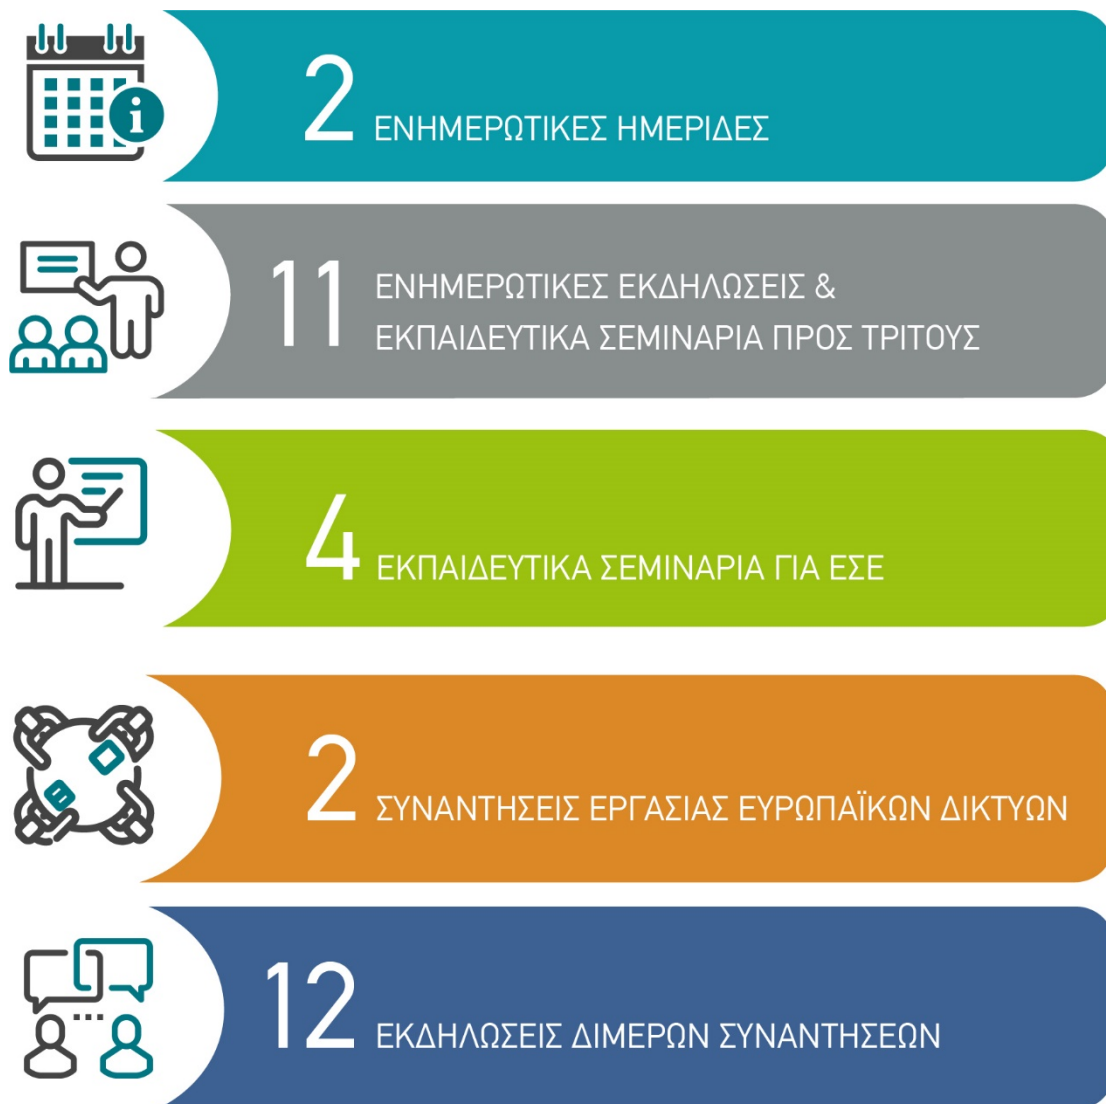 2 ΕΝΗΜΕΡΩΤΙΚΕΣ ΗΜΕΡΙΔΕΣ
11 ΕΝΗΜΕΡΩΤΙΚΕΣ ΕΚΔΗΛΩΣΕΙΣ &
ΕΚΠΑΙΔΕΥΤΙΚΑ ΣΕΜΙΝΑΡΙΑ ΠΡΟΣ ΤΡΙΤΟΥΣ
4 ΕΚΠΑΙΔΕΥΤΙΚΑ ΣΕΜΙΝΑΡΙΑ ΓΙΑ ΕΣΕ
2 ΣΥΝΑΝΤΗΣΕΙΣ ΕΡΓΑΣΙΑΣ ΕΥΡΩΠΑΪΚΩΝ ΔΙΚΤΥΩΝ
12 ΕΚΔΗΛΩΣΕΙΣ ΔΙΜΕΡΩΝ ΣΥΝΑΝΤΗΣΕΩΝ